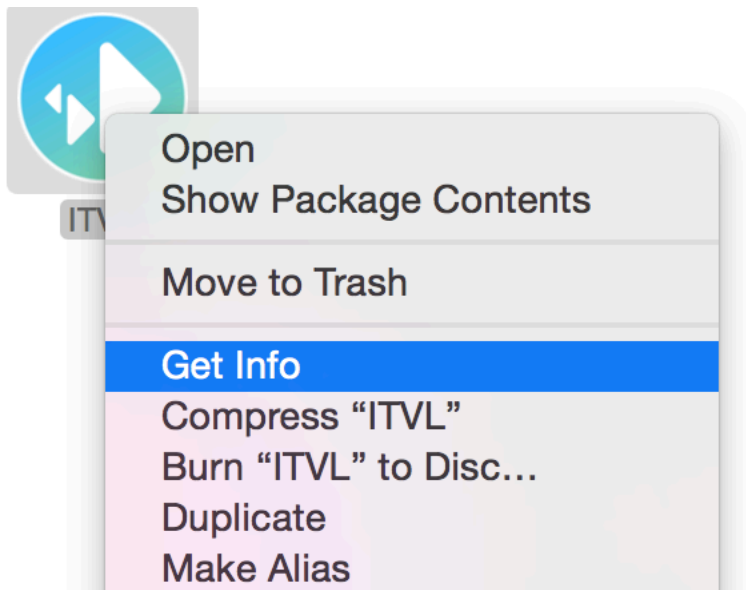 Open
Show Package Contents
Move to Trash
Get Info
Compress “ITVL”
Burn “ITVL” to Disc...
Duplicate
Make Alias